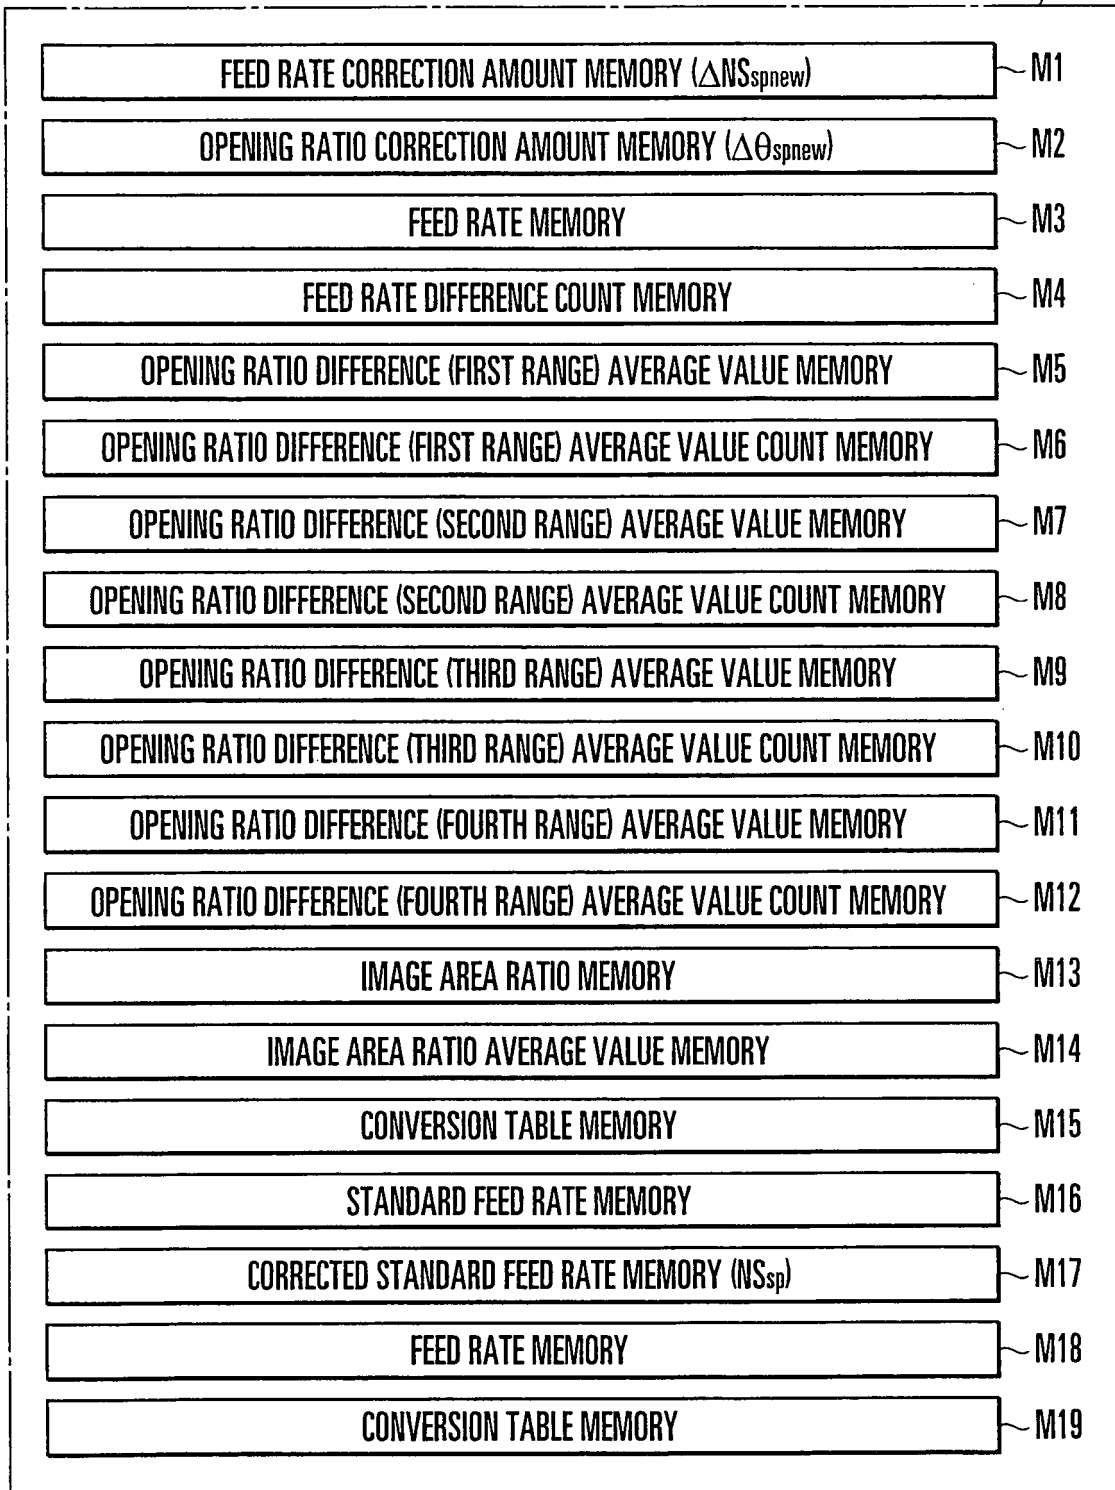 FEED RATE CORRECTION AMOUNT MEMORY (ΔNSspnew) M1
OPENING RATIO CORRECTION AMOUNT MEMORY (Δθspnew) M2
FEED RATE MEMORY M3
FEED RATE DIFFERENCE COUNT MEMORY M4
OPENING RATIO DIFFERENCE (FIRST RANGE) AVERAGE VALUE MEMORY M5
OPENING RATIO DIFFERENCE (FIRST RANGE) AVERAGE VALUE COUNT MEMORY M6
OPENING RATIO DIFFERENCE (SECOND RANGE) AVERAGE VALUE MEMORY M7
OPENING RATIO DIFFERENCE (SECOND RANGE) AVERAGE VALUE COUNT MEMORY M8
OPENING RATIO DIFFERENCE (THIRD RANGE) AVERAGE VALUE MEMORY M9
OPENING RATIO DIFFERENCE (THIRD RANGE) AVERAGE VALUE COUNT MEMORY M10
OPENING RATIO DIFFERENCE (FOURTH RANGE) AVERAGE VALUE MEMORY M11
OPENING RATIO DIFFERENCE (FOURTH RANGE) AVERAGE VALUE COUNT MEMORY M12
IMAGE AREA RATIO MEMORY M13
IMAGE AREA RATIO AVERAGE VALUE MEMORY M14
CONVERSION TABLE MEMORY M15
STANDARD FEED RATE MEMORY M16
CORRECTED STANDARD FEED RATE MEMORY (NSsp) M17
FEED RATE MEMORY M18
CONVERSION TABLE MEMORY M19